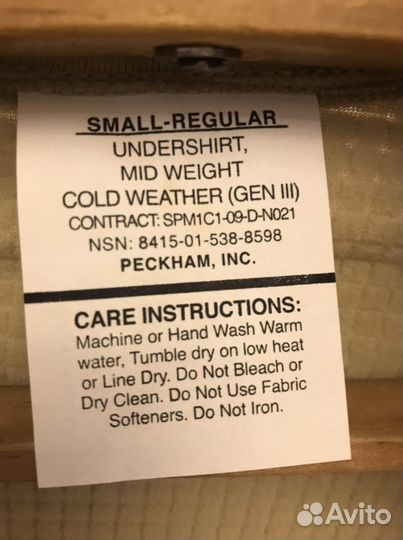 SMALL-REGULAR
UNDERSHIRT,
MID WEIGHT
COLD WEATHER (GEN III)
CONTRACT: SPM1C1-09-D-N021
NSN: 8415-01-538-8598
PECKHAM, INC.
CARE INSTRUCTIONS:
Machine or Hand Wash Warm
water, Tumble dry on low heat
or Line Dry. Do Not Bleach or
Dry Clean. Do Not Use Fabric
Softeners. Do Not Iron.
Avito